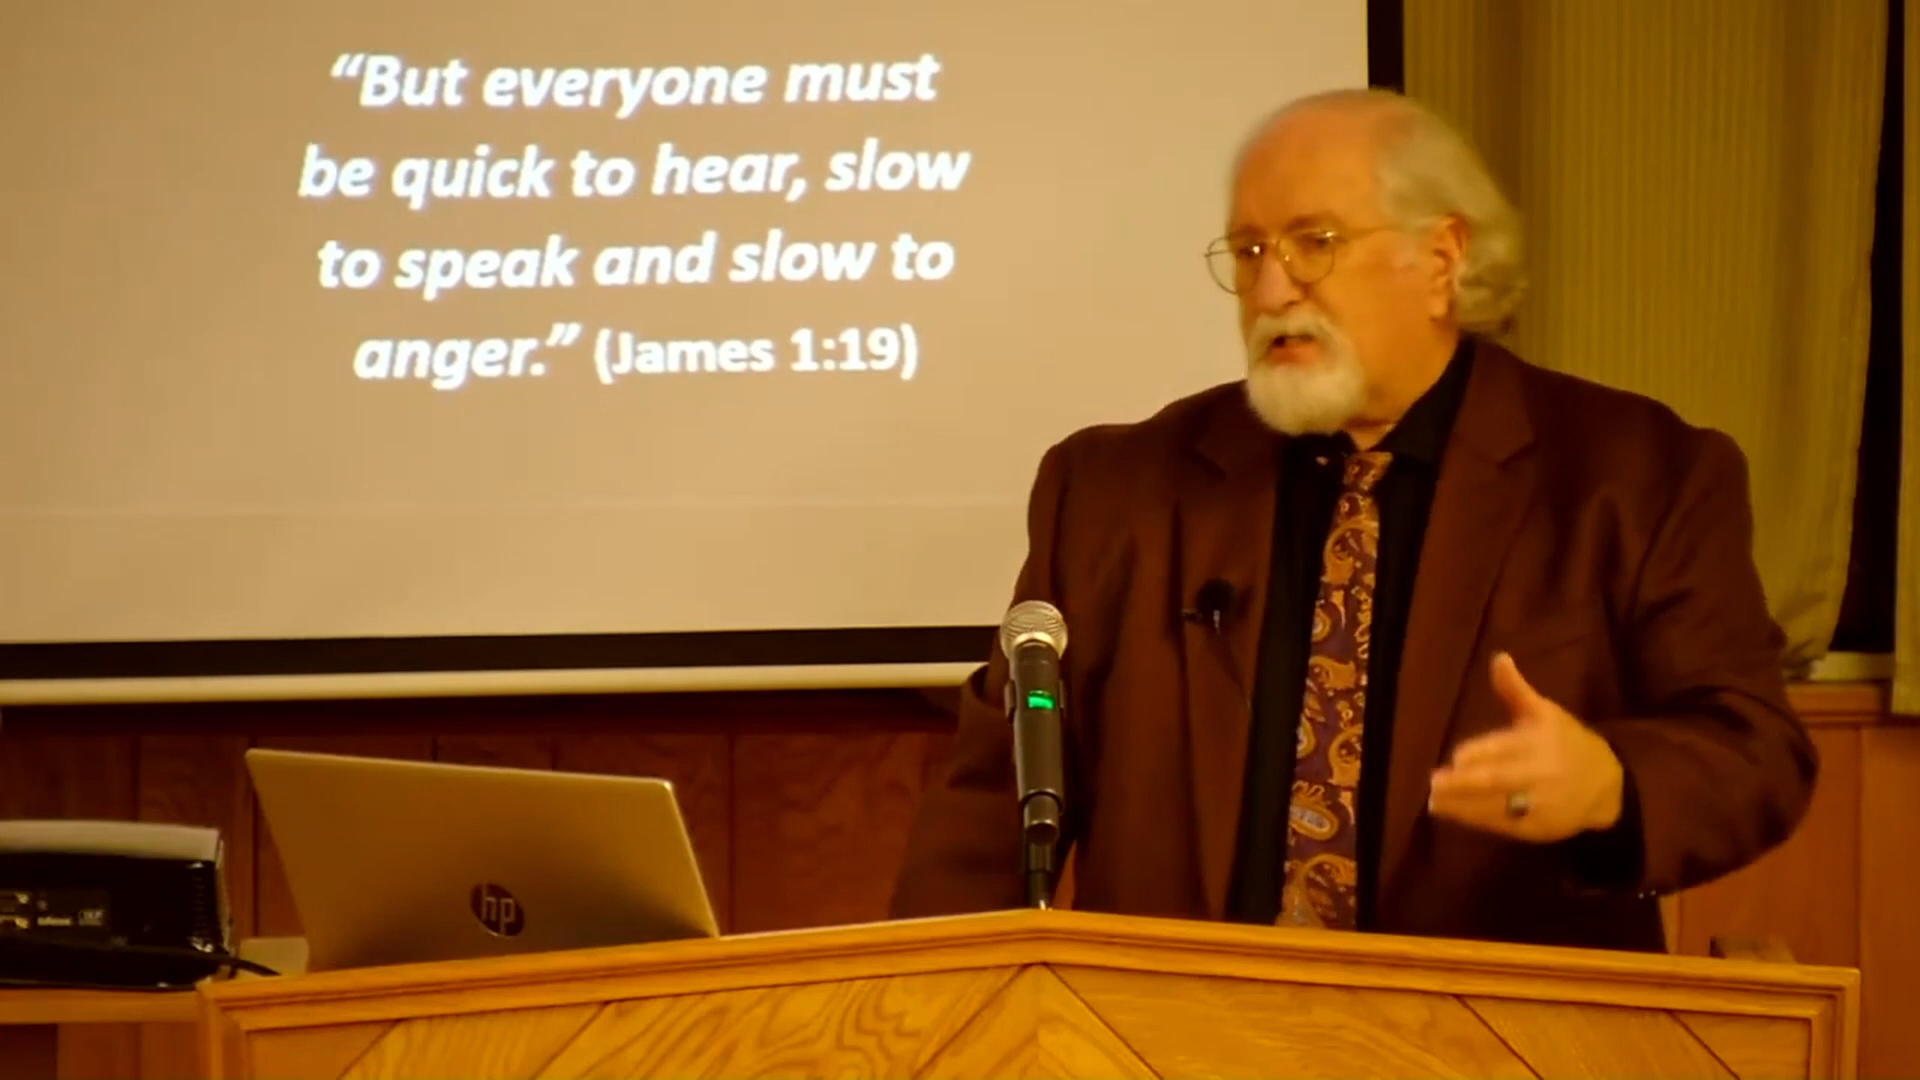 “But everyone must
be quick to hear, slow
to speak and slow to
anger.” (James 1:19)
hp